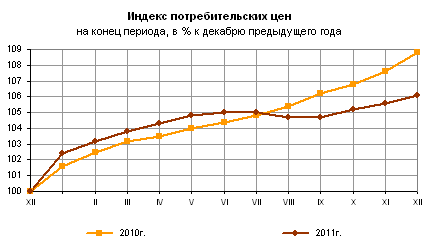 Индекс потребительских цен
на конец периода, в % к декабрю предыдущего года
109
108
107
106
105
104
103
102
101
100
XII I II III IV V VI VII VIII IX X XI XII
2010г. 2011г.